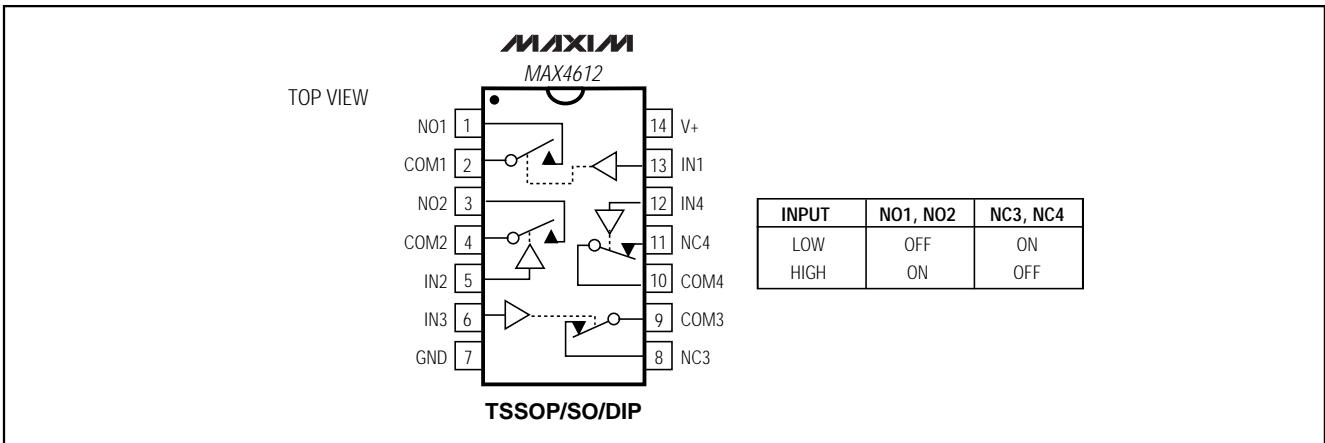 MAXIM
MAX4612
TOP VIEW
NO1 1
COM1 2
NO2 3
COM2 4
IN2 5
IN3 6
GND 7
14 V+
13 IN1
12 IN4
11 NC4
10 COM4
9 COM3
8 NC3
TSSOP/SO/DIP
INPUT NO1, NO2 NC3, NC4
LOW OFF ON
HIGH ON OFF